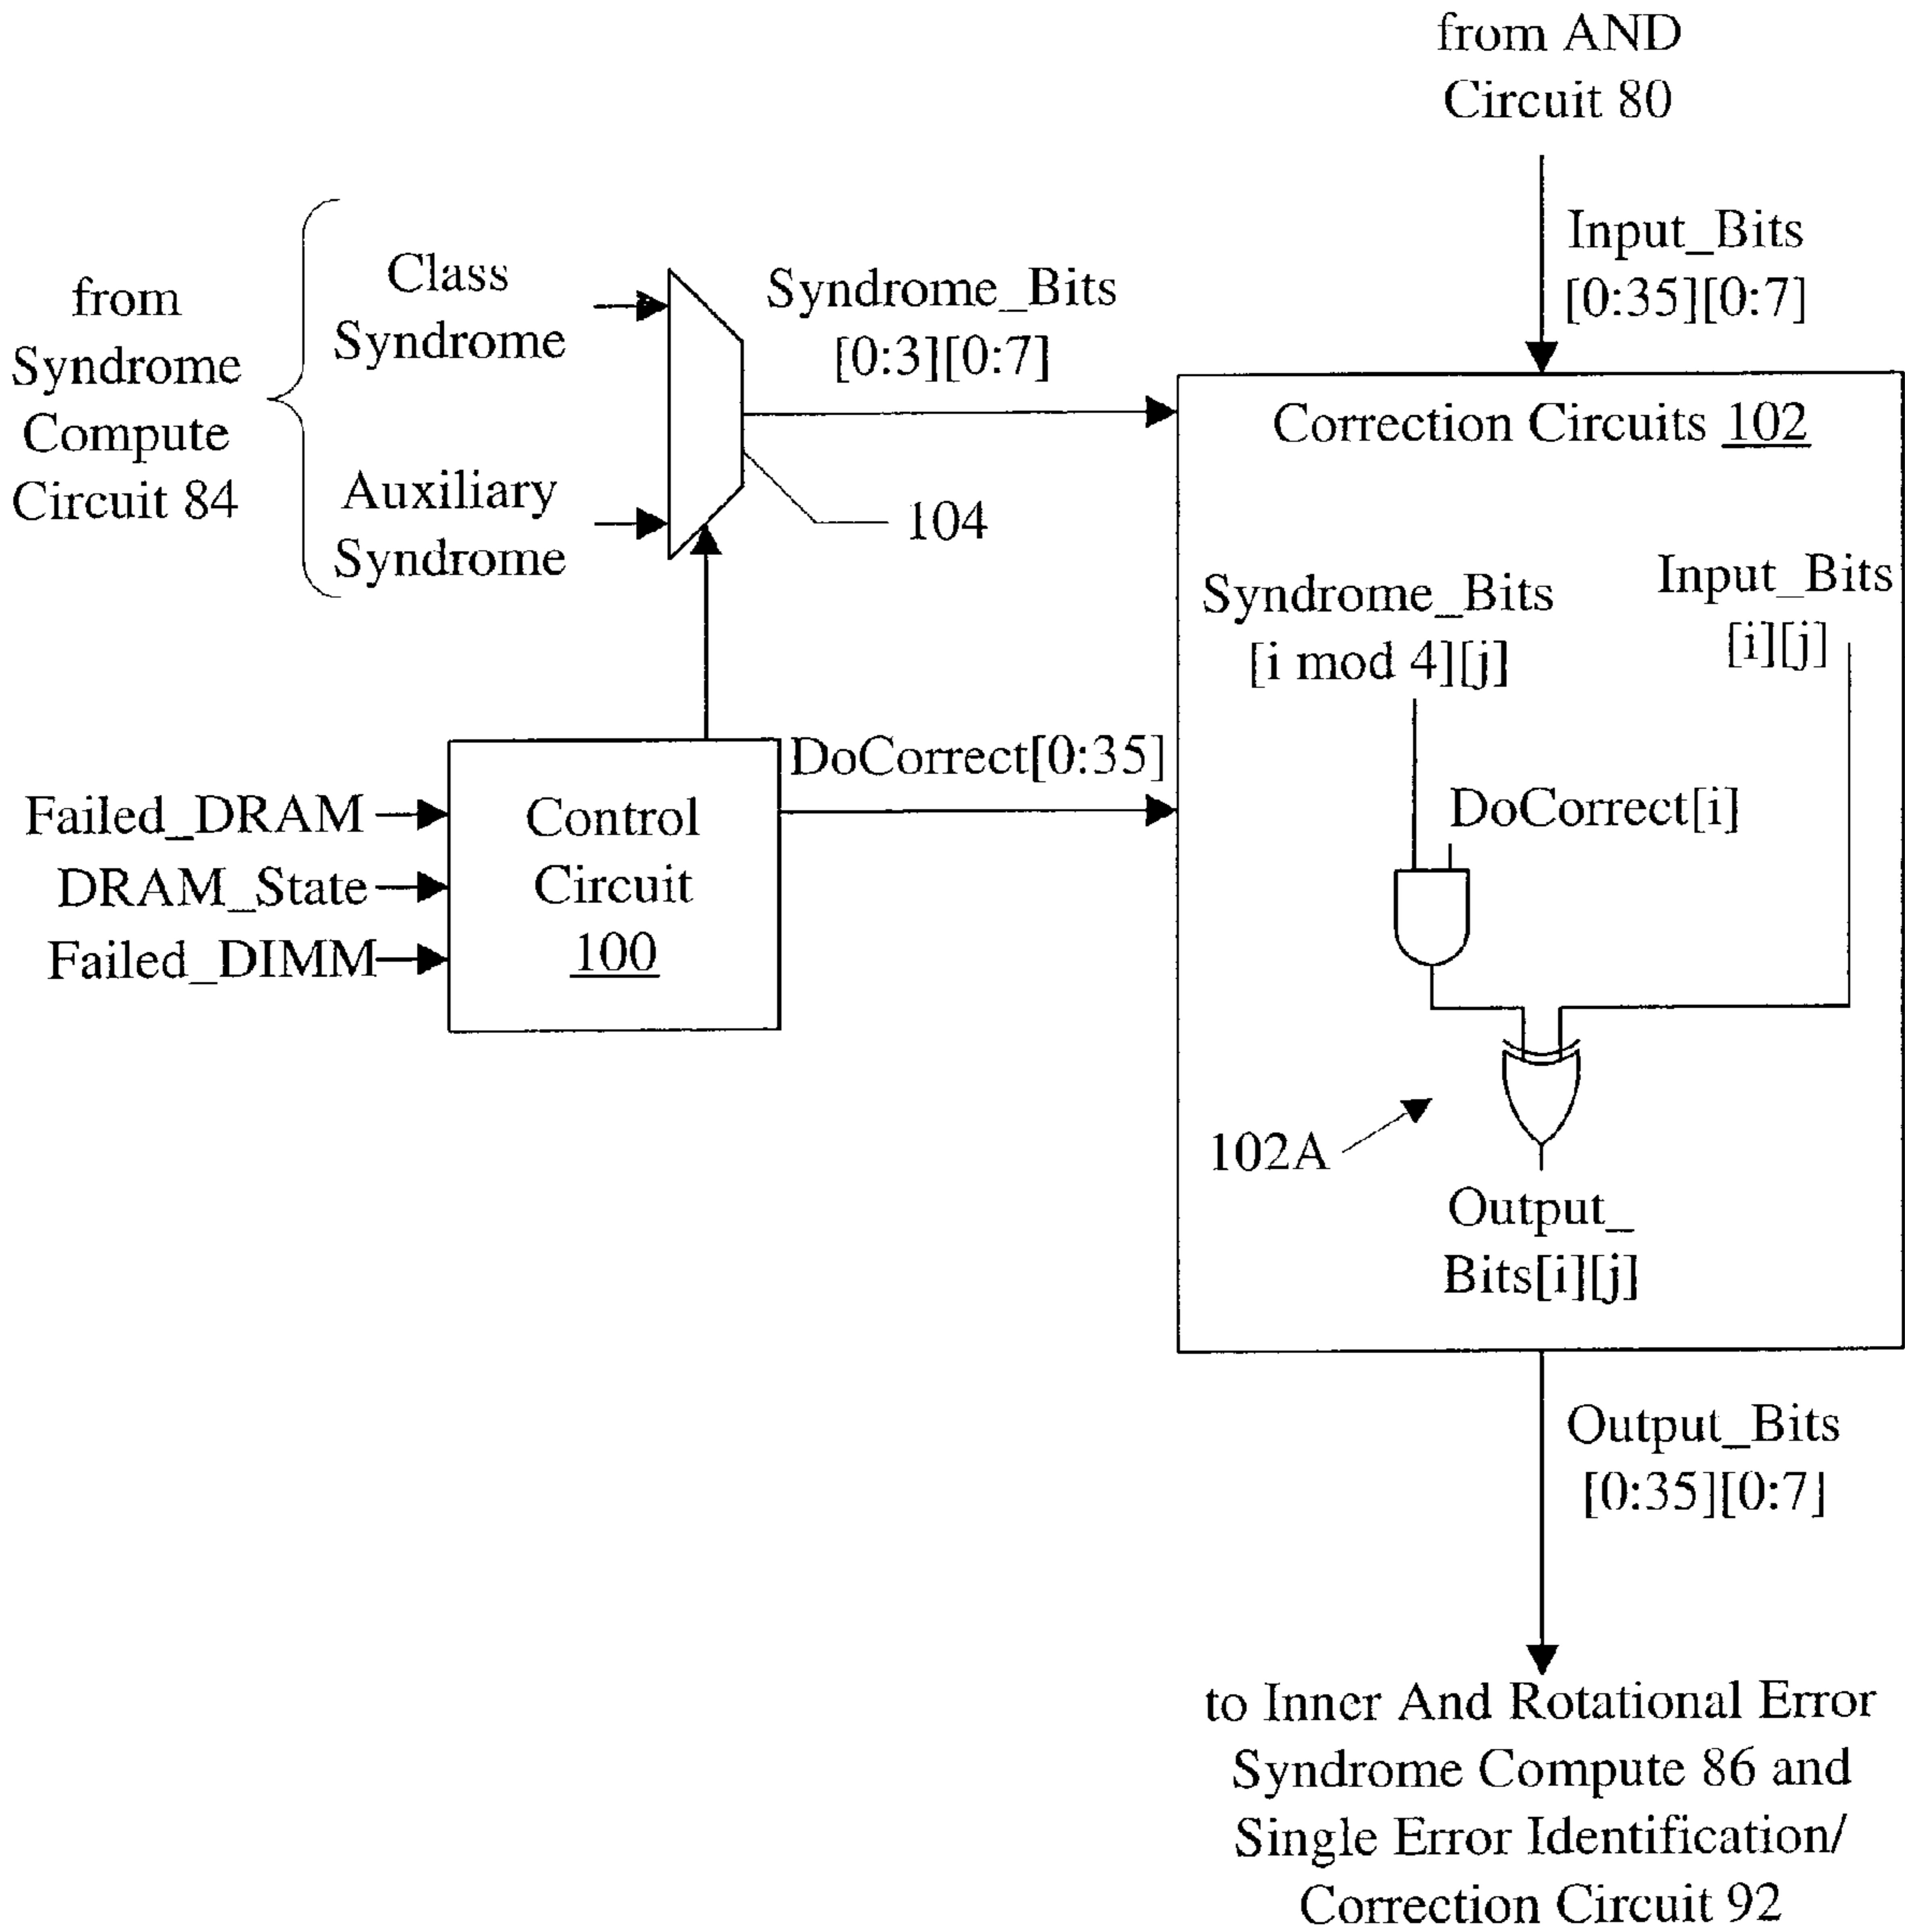 from AND
Circuit 80
Input_Bits
[0:35][0:7]
from
Syndrome
Compute
Circuit 84
Class
Syndrome
Auxiliary
Syndrome
Syndrome_Bits
[0:3][0:7]
104
Correction Circuits 102
Syndrome_Bits
[i mod 4][j]
Input_Bits
[i][j]
DoCorrect[0:35]
DoCorrect[i]
Failed_DRAM
DRAM_State
Failed_DIMM
Control
Circuit
100
102A
Output_
Bits[i][j]
Output_Bits
[0:35][0:7]
to Inner And Rotational Error
Syndrome Compute 86 and
Single Error Identification/
Correction Circuit 92